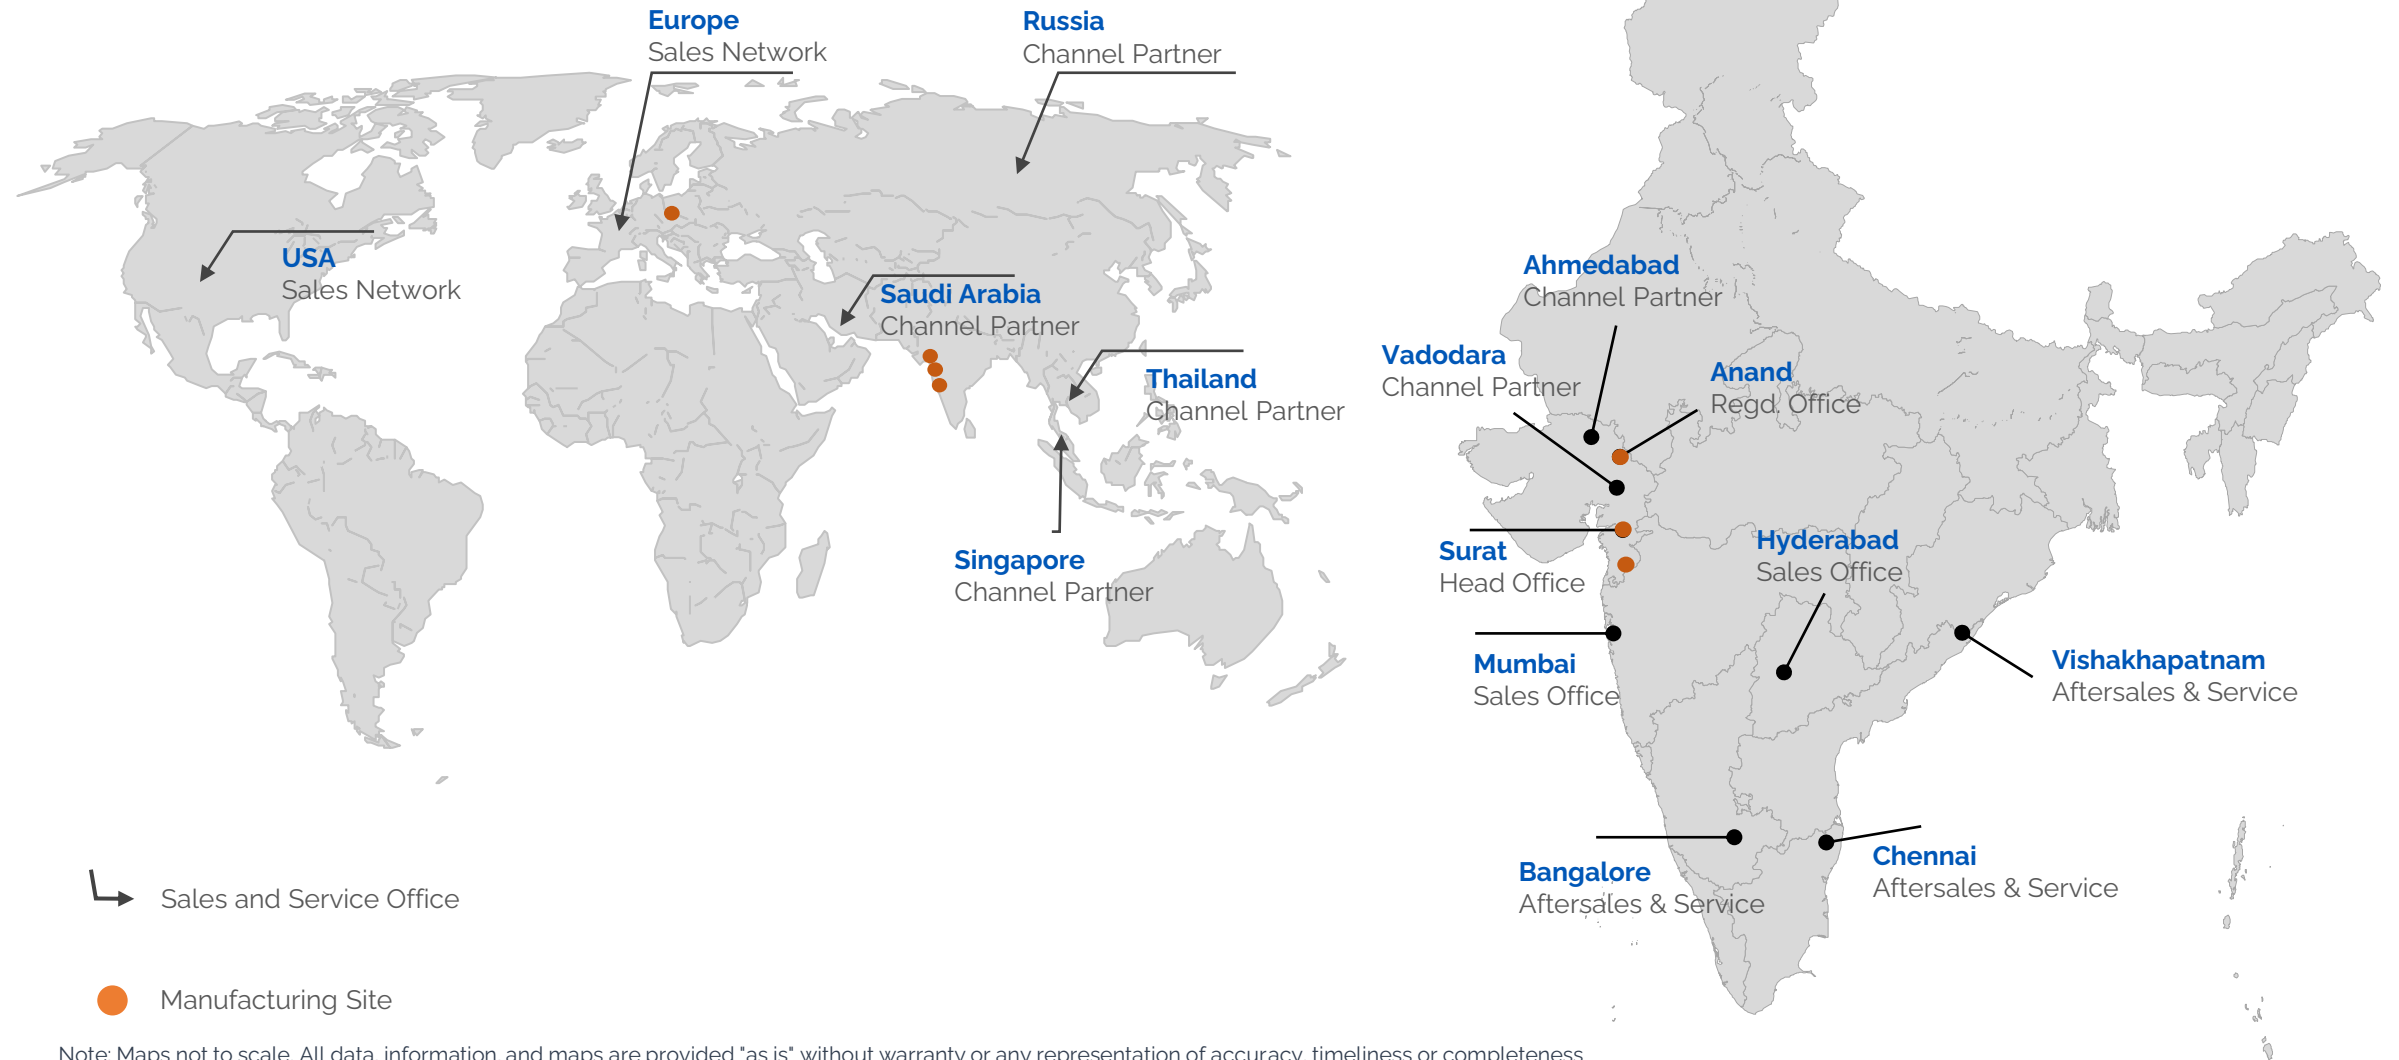 Europe
Sales Network
Russia
Channel Partner
USA
Sales Network
Saudi Arabia
Channel Partner
Thailand
Channel Partner
Singapore
Channel Partner
Ahmedabad
Channel Partner
Vadodara
Channel Partner
Anand
Regd. Office
Surat
Head Office
Hyderabad
Sales Office
Mumbai
Sales Office
Vishakhapatnam
Aftersales & Service
Bangalore
Aftersales & Service
Chennai
Aftersales & Service
Sales and Service Office
Manufacturing Site
Note: Maps not to scale. All data, information, and maps are provided "as is" without warranty or any representation of accuracy, timeliness or completeness